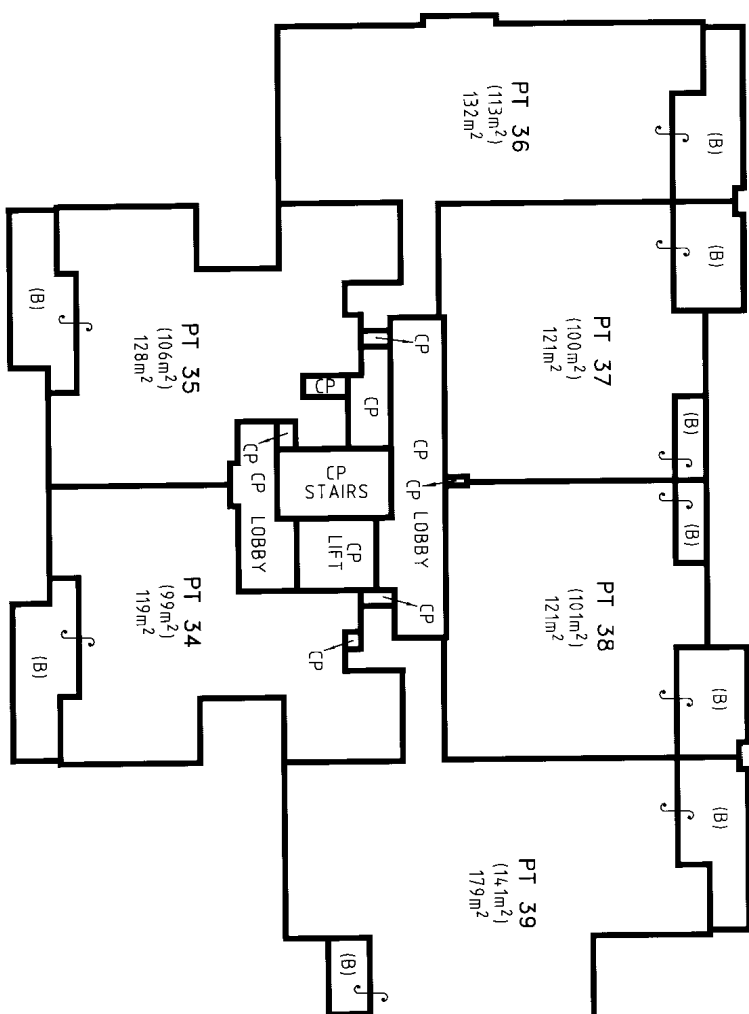 PT 36
(113m²)
132m²
(B)
(B)
PT 37
(100m²)
121m²
(B)
(B)
PT 35
(106m²)
128m²
CP
CP
CP
CP
CP
CP
CP
CP
STAIRS
CP
LIFT
LOBBY
LOBBY
CP
CP
(B)
PT 34
(99m²)
119m²
(B)
PT 38
(101m²)
121m²
(B)
(B)
PT 39
(141m²)
179m²
(B)
(B)